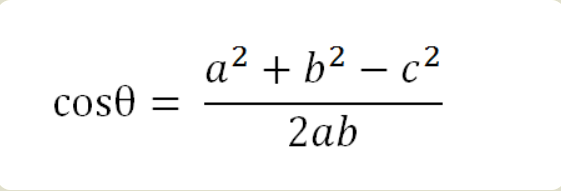 cosθ = a² + b² − c² / 2ab